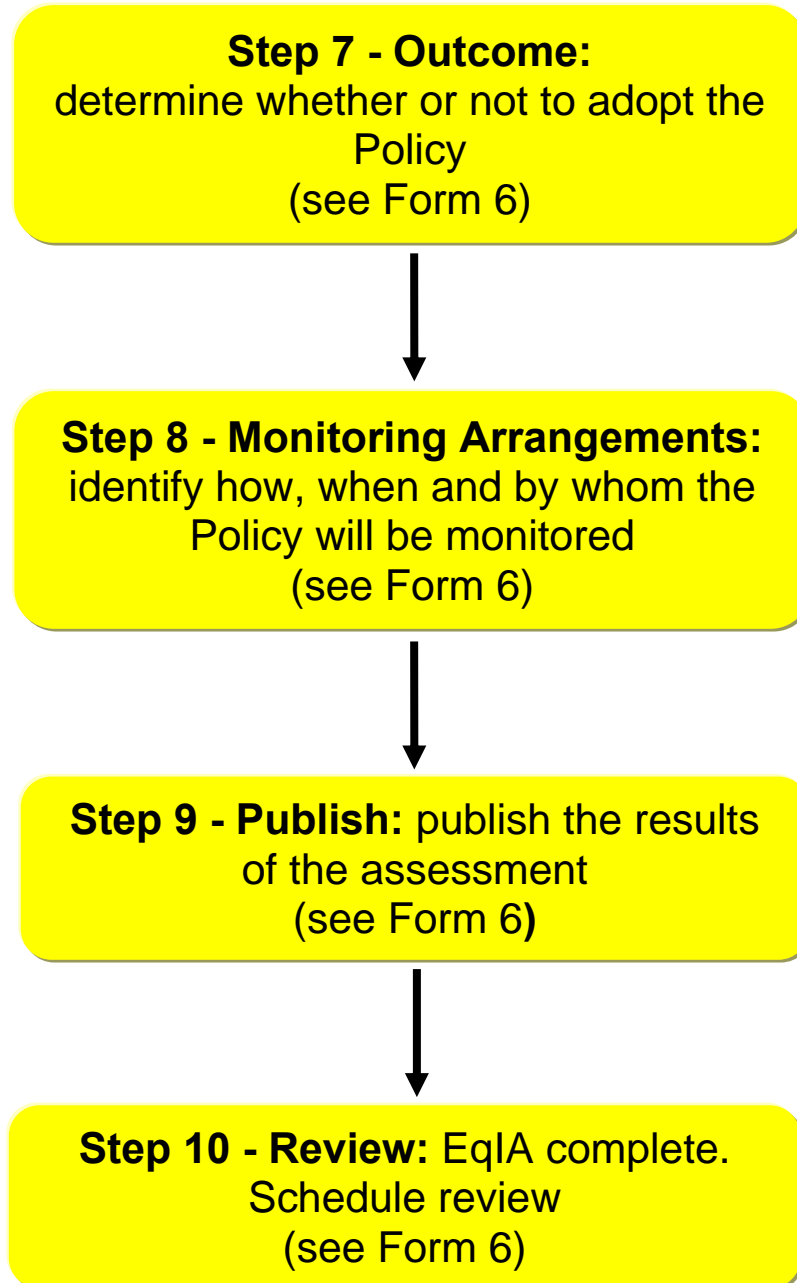 Step 7 - Outcome:
determine whether or not to adopt the
Policy
(see Form 6)
Step 8 - Monitoring Arrangements:
identify how, when and by whom the
Policy will be monitored
(see Form 6)
Step 9 - Publish: publish the results
of the assessment
(see Form 6)
Step 10 - Review: EqIA complete.
Schedule review
(see Form 6)